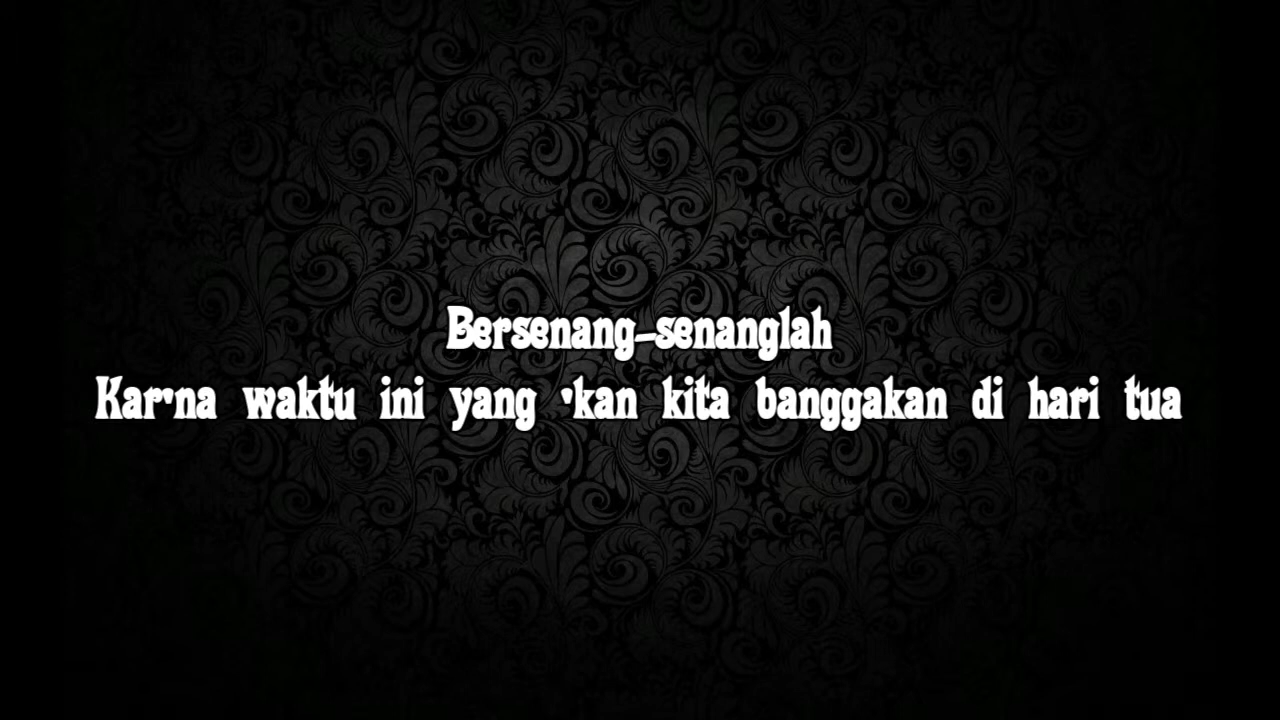 Bersenang-senanglah
Kar'na waktu ini yang 'kan kita banggakan di hari tua